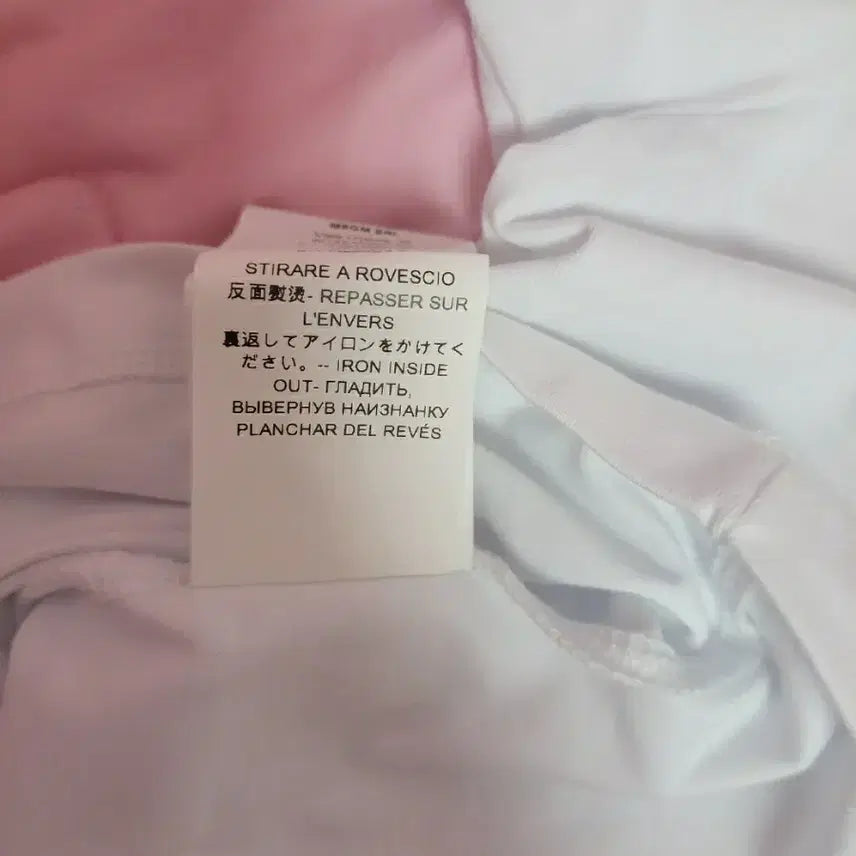 STIRARE A ROVESCIO
反面熨烫- REPASSER SUR
L'ENVERS
裏返してアイロンをかけてく
ださい。-- IRON INSIDE
OUT- ГЛАДИТЬ,
ВЫВЕРНУВ НАИЗНАНКУ
PLANCHAR DEL REVÉS